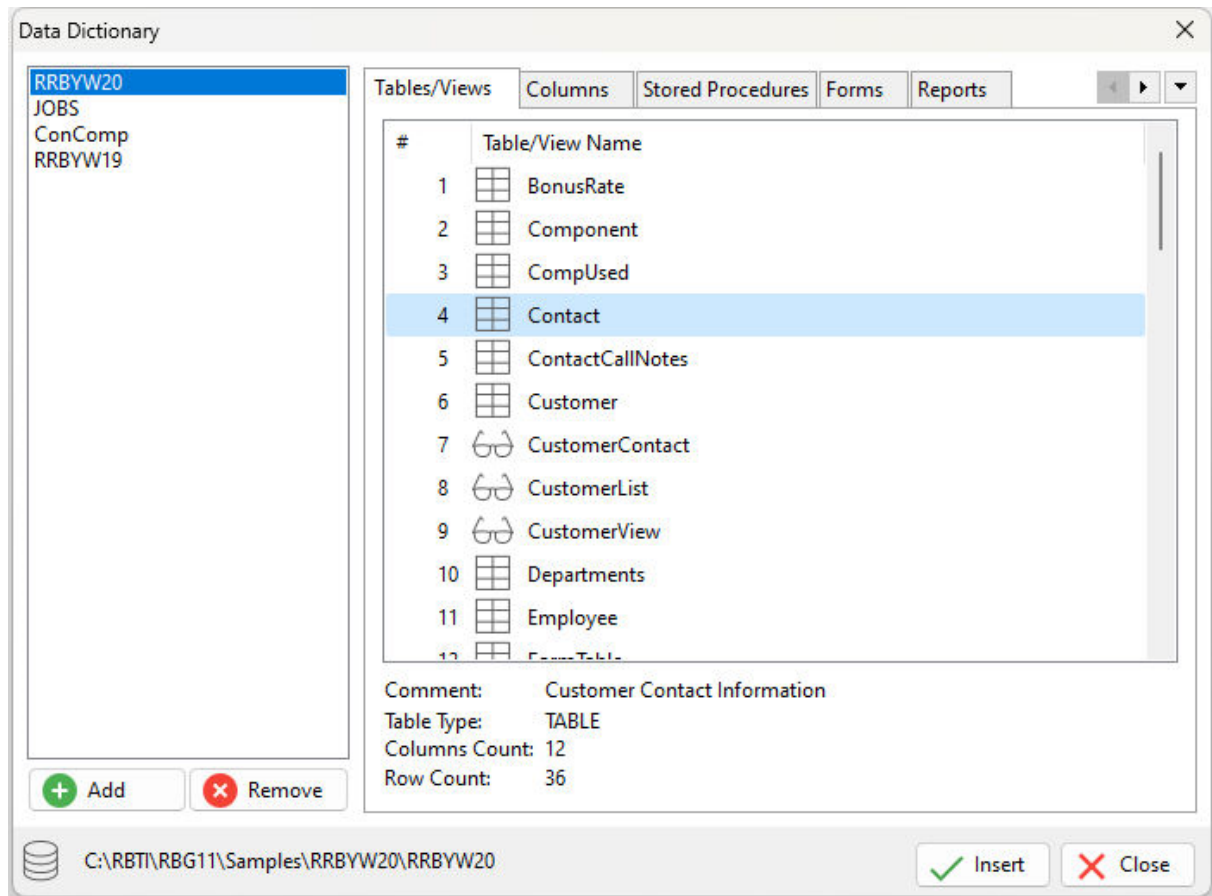 Data Dictionary
RRBYW20
JOBS
ConComp
RRBYW19
Tables/Views Columns Stored Procedures Forms Reports
# Table/View Name
1 BonusRate
2 Component
3 CompUsed
4 Contact
5 ContactCallNotes
6 Customer
7 CustomerContact
8 CustomerList
9 CustomerView
10 Departments
11 Employee
12 FormTable
Comment: Customer Contact Information
Table Type: TABLE
Columns Count: 12
Row Count: 36
Add Remove
C:\RBTI\RBG11\Samples\RRBYW20\RRBYW20
Insert Close